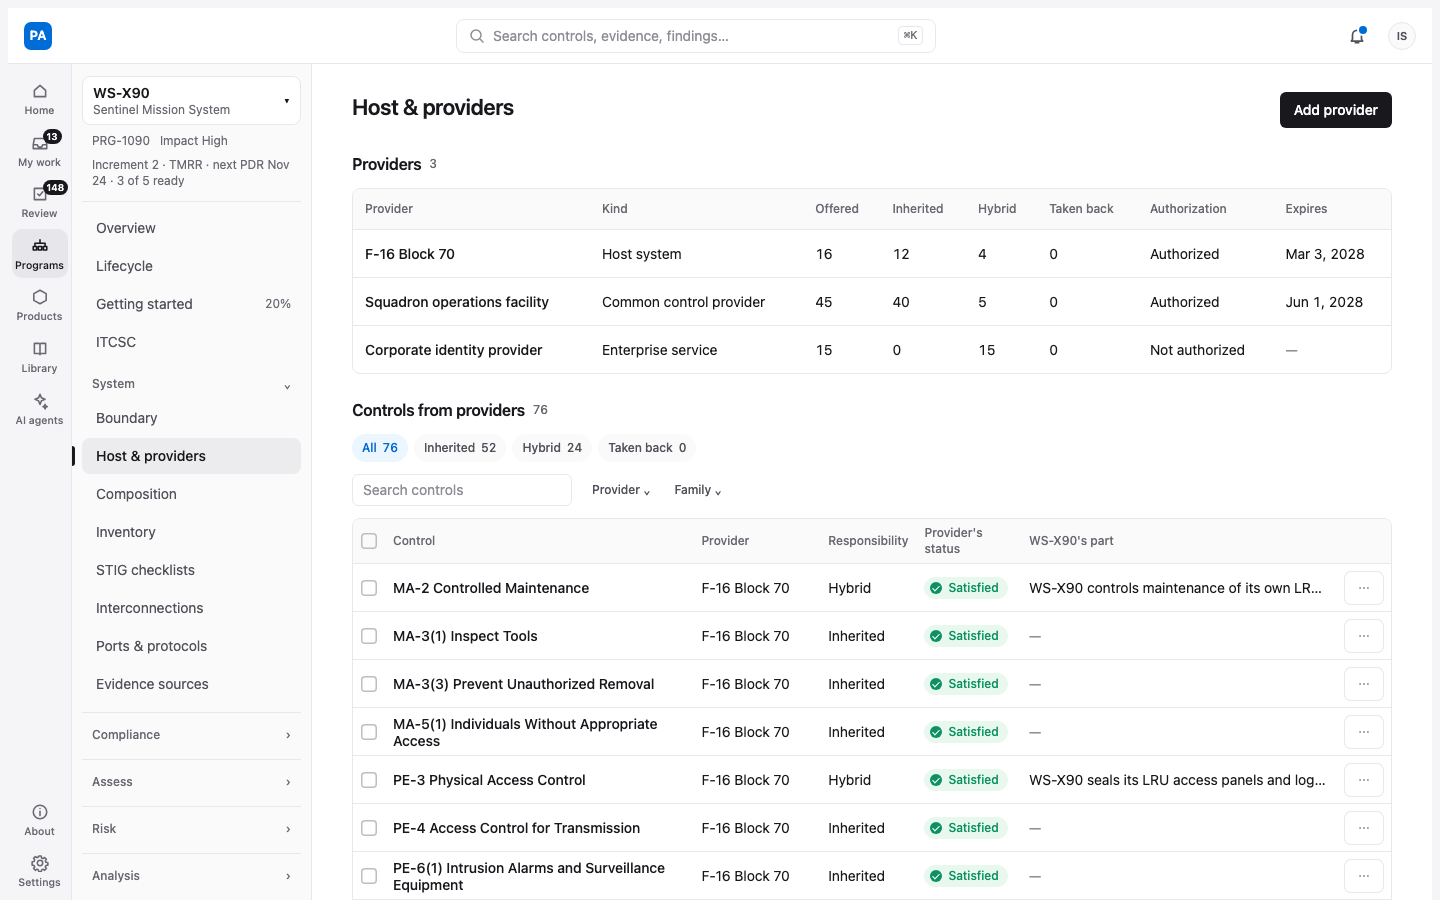 PA
Search controls, evidence, findings...
⌘K
IS
Home
13
My work
148
Review
Programs
Products
Library
AI agents
About
Settings
WS-X90
Sentinel Mission System
PRG-1090 Impact High
Increment 2 · TMRR · next PDR Nov
24 · 3 of 5 ready
Overview
Lifecycle
Getting started 20%
ITCSC
System
Boundary
Host & providers
Composition
Inventory
STIG checklists
Interconnections
Ports & protocols
Evidence sources
Compliance
Assess
Risk
Analysis
Host & providers
Add provider
Providers 3
Provider Kind Offered Inherited Hybrid Taken back Authorization Expires
F-16 Block 70 Host system 16 12 4 0 Authorized Mar 3, 2028
Squadron operations facility Common control provider 45 40 5 0 Authorized Jun 1, 2028
Corporate identity provider Enterprise service 15 0 15 0 Not authorized —
Controls from providers 76
All 76 Inherited 52 Hybrid 24 Taken back 0
Search controls Provider Family
Control Provider Responsibility Provider's status WS-X90's part
MA-2 Controlled Maintenance F-16 Block 70 Hybrid Satisfied WS-X90 controls maintenance of its own LR... ...
MA-3(1) Inspect Tools F-16 Block 70 Inherited Satisfied — ...
MA-3(3) Prevent Unauthorized Removal F-16 Block 70 Inherited Satisfied — ...
MA-5(1) Individuals Without Appropriate Access F-16 Block 70 Inherited Satisfied — ...
PE-3 Physical Access Control F-16 Block 70 Hybrid Satisfied WS-X90 seals its LRU access panels and log... ...
PE-4 Access Control for Transmission F-16 Block 70 Inherited Satisfied — ...
PE-6(1) Intrusion Alarms and Surveillance Equipment F-16 Block 70 Inherited Satisfied — ...